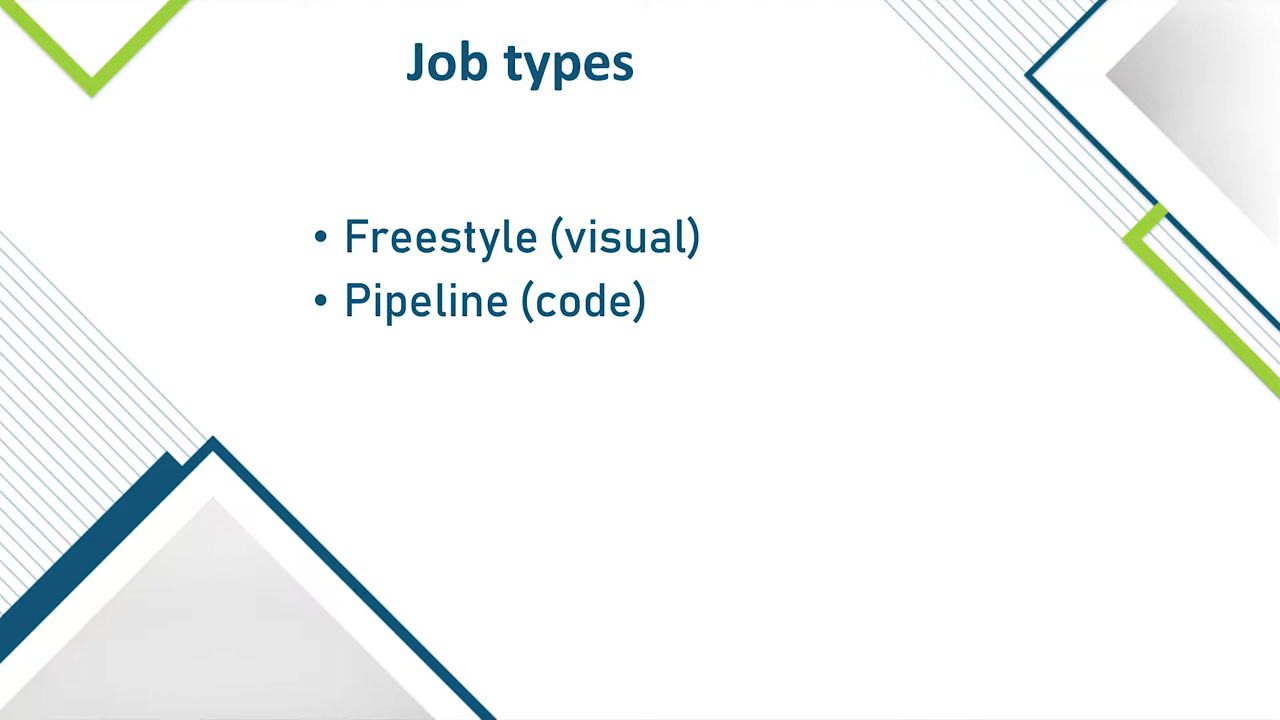 Job types
• Freestyle (visual)
• Pipeline (code)